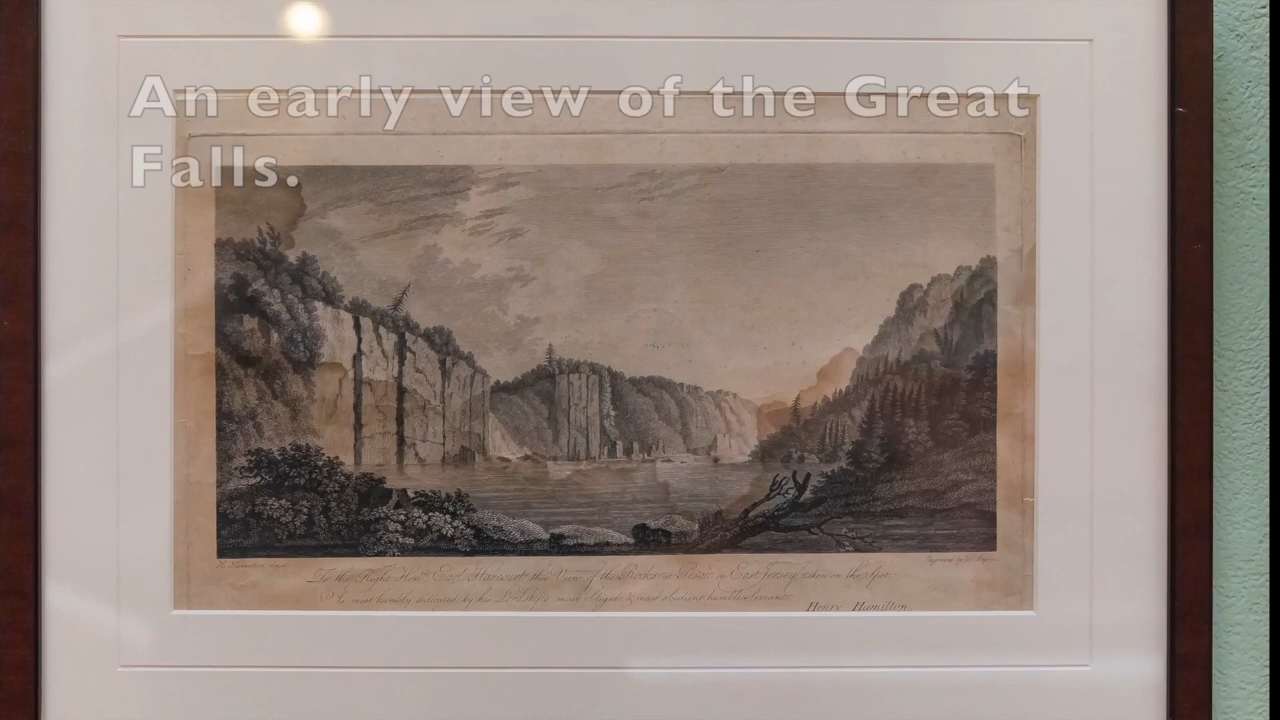 An early view of the Great
Falls.
H. Hamilton
To the Right Honble Earl Harcourt this View of the Rocks at Pesaic in East Jersey taken on the Spot
Is most humbly dedicated by his Lordships most obliged & most obedient humble Servant
Henry Hamilton.